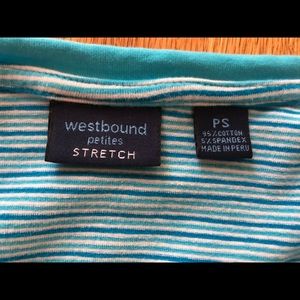 westbound
petites
STRETCH
PS
95% COTTON
5% SPANDEX
MADE IN PERU